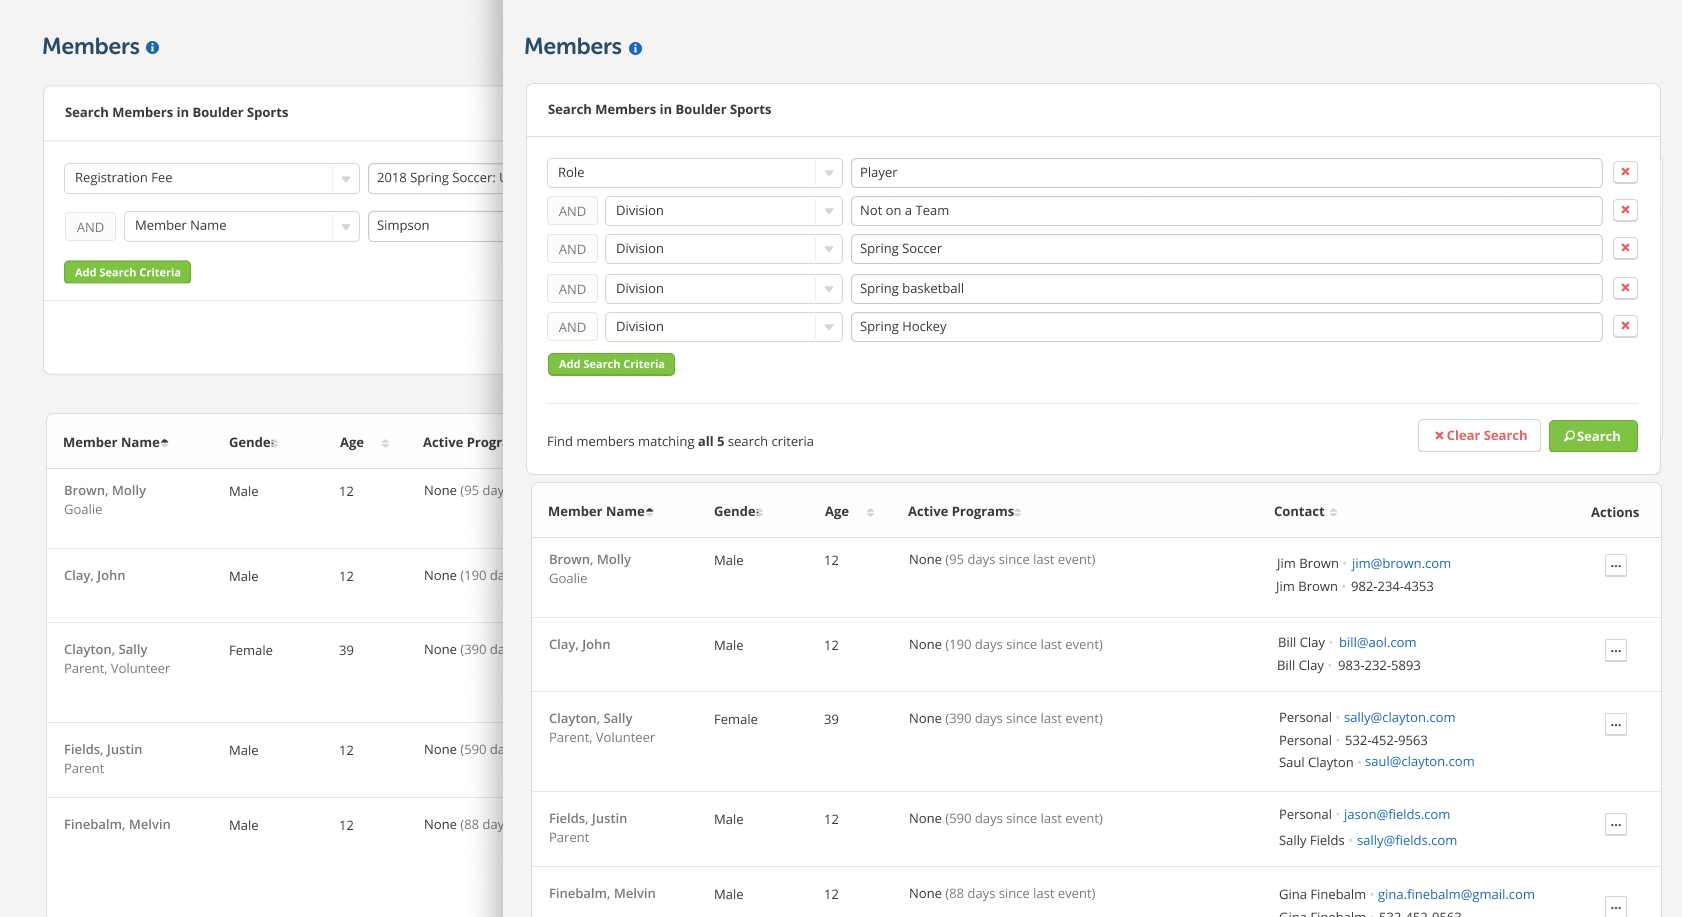 Members
Search Members in Boulder Sports
Registration Fee
2018 Spring Soccer:
AND
Member Name
Simpson
Add Search Criteria
Member Name Gender Age Active Progr
Brown, Molly Male 12 None (95 day
Goalie
Clay, John Male 12 None (190 da
Clayton, Sally Female 39 None (390 da
Parent, Volunteer
Fields, Justin Male 12 None (590 da
Parent
Finebalm, Melvin Male 12 None (88 day
Members
Search Members in Boulder Sports
Role Player
AND Division Not on a Team
AND Division Spring Soccer
AND Division Spring basketball
AND Division Spring Hockey
Add Search Criteria
Find members matching all 5 search criteria
Clear Search
Search
Member Name Gender Age Active Programs Contact Actions
Brown, Molly Male 12 None (95 days since last event) Jim Brown • jim@brown.com ...
Goalie Jim Brown • 982-234-4353
Clay, John Male 12 None (190 days since last event) Bill Clay • bill@aol.com ...
Bill Clay • 983-232-5893
Clayton, Sally Female 39 None (390 days since last event) Personal • sally@clayton.com ...
Parent, Volunteer Personal • 532-452-9563
Saul Clayton • saul@clayton.com
Fields, Justin Male 12 None (590 days since last event) Personal • jason@fields.com ...
Parent Sally Fields • sally@fields.com
Finebalm, Melvin Male 12 None (88 days since last event) Gina Finebalm • gina.finebalm@gmail.com ...
Gina Finebalm • 532-452-9563